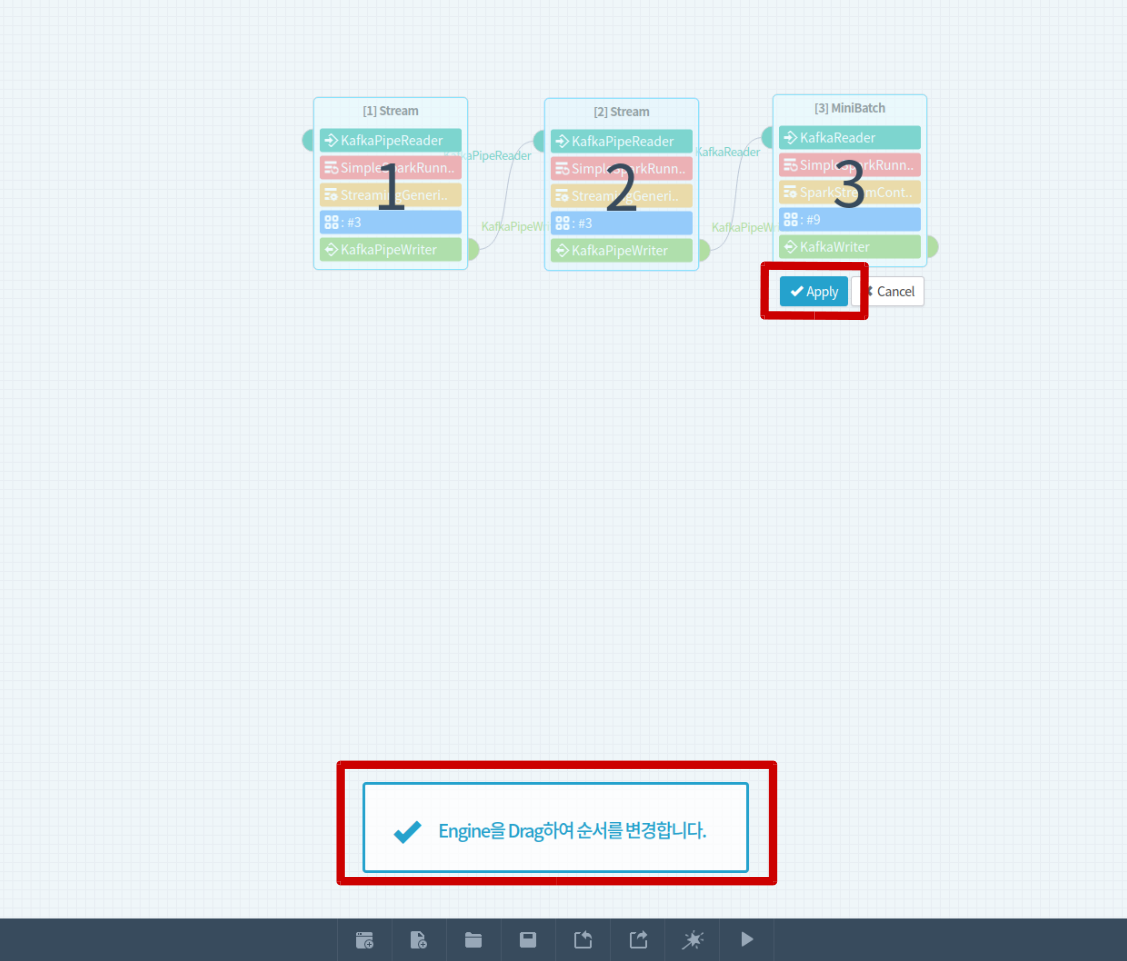 [1] Stream
KafkaPipeReader
SimpleSparkRunn..
StreamingGeneri..
: #3
KafkaPipeWriter
1
KafkaPipeReader
KafkaPipeW
[2] Stream
KafkaPipeReader
SimpleSparkRunn..
StreamingGeneri..
: #3
KafkaPipeWriter
2
KafkaReader
KafkaPipeW
[3] MiniBatch
KafkaReader
SimpleSparkRunn..
SparkStreamCont..
: #9
KafkaWriter
3
Apply
Cancel
Engine을 Drag하여 순서를 변경합니다.